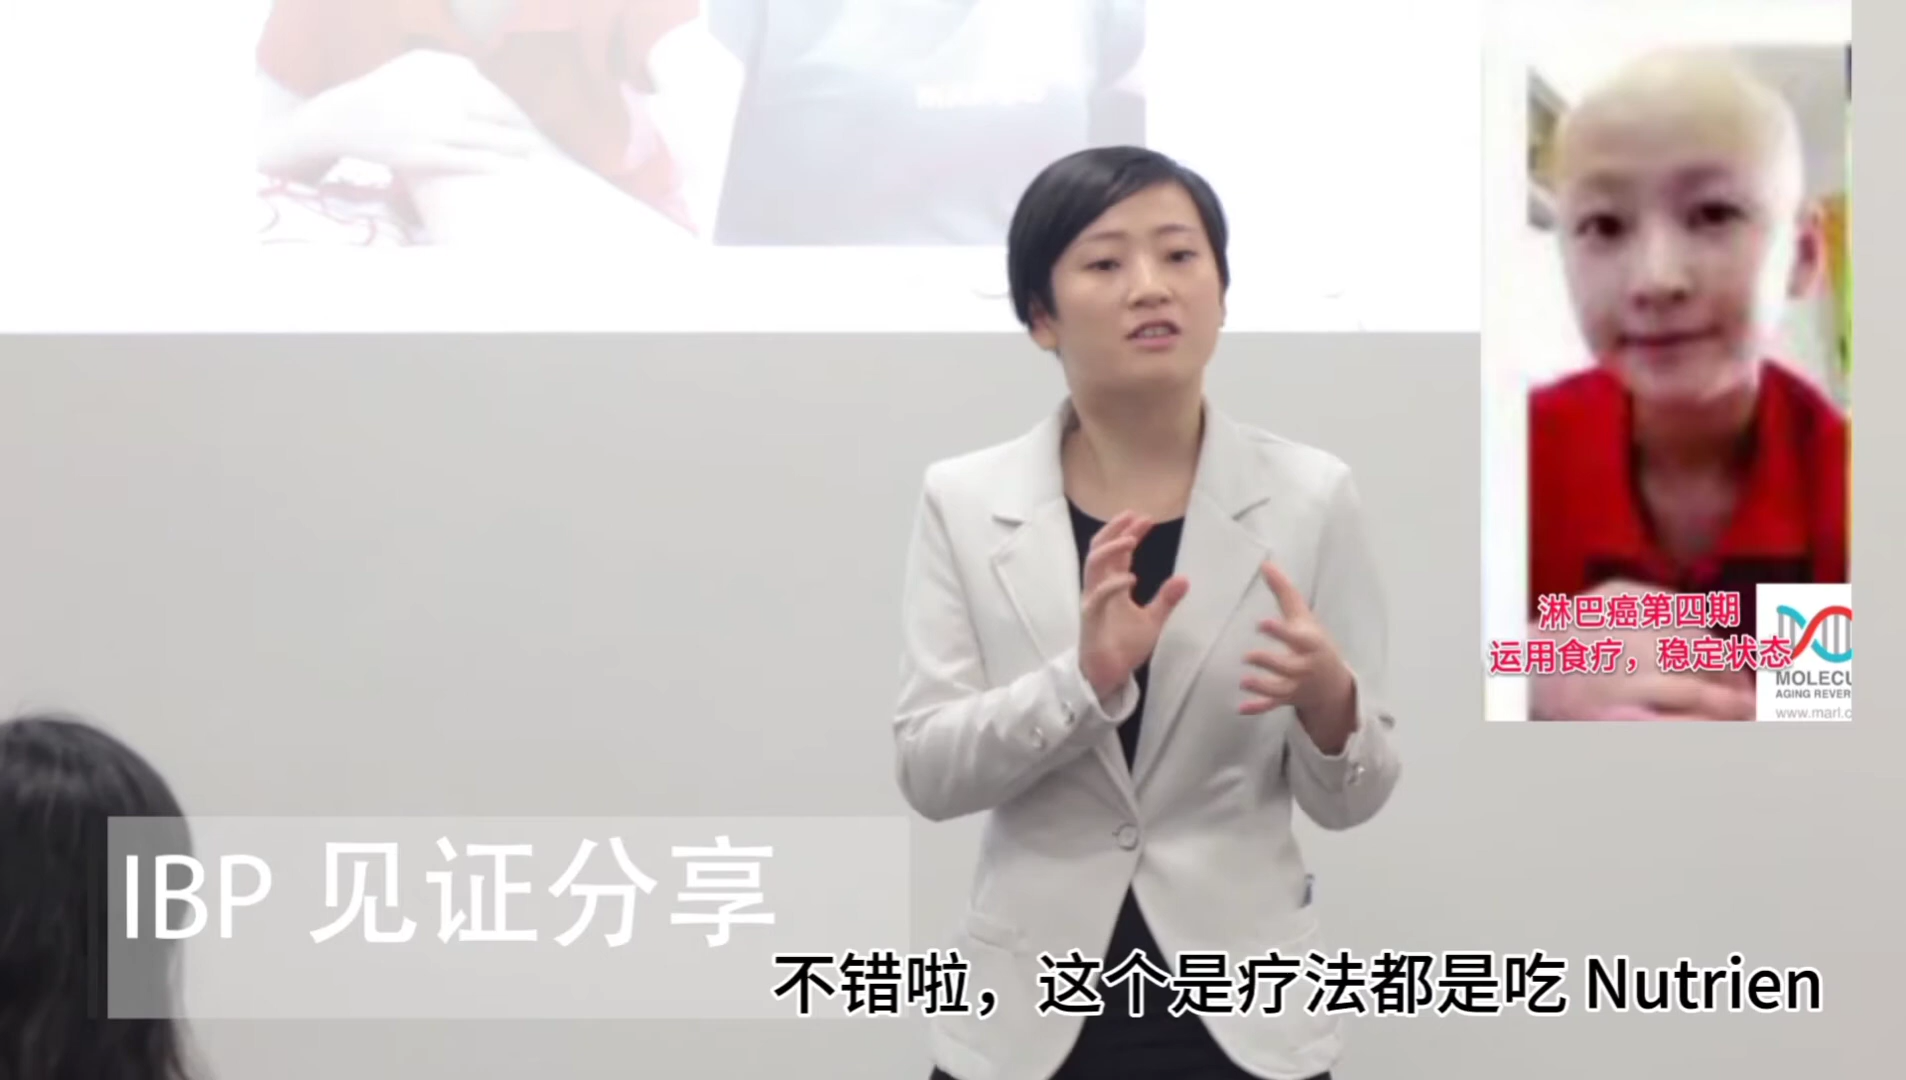 淋巴癌第四期
运用食疗，稳定状态
MOLECU
AGING REVER
www.marl.c
IBP 见证分享
不错啦，这个是疗法都是吃 Nutrien